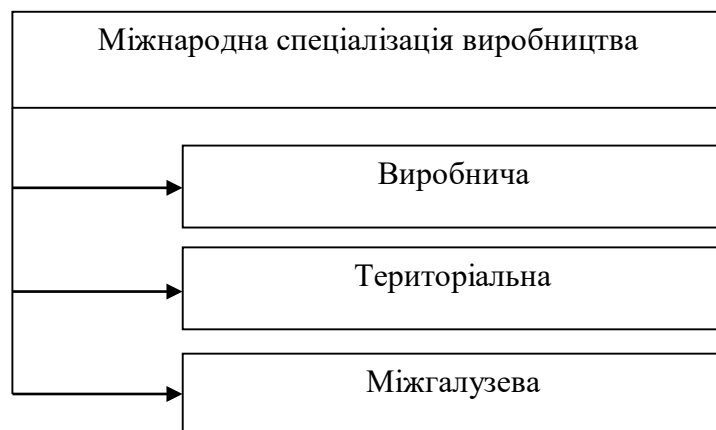 Міжнародна спеціалізація виробництва
Виробнича
Територіальна
Міжгалузева